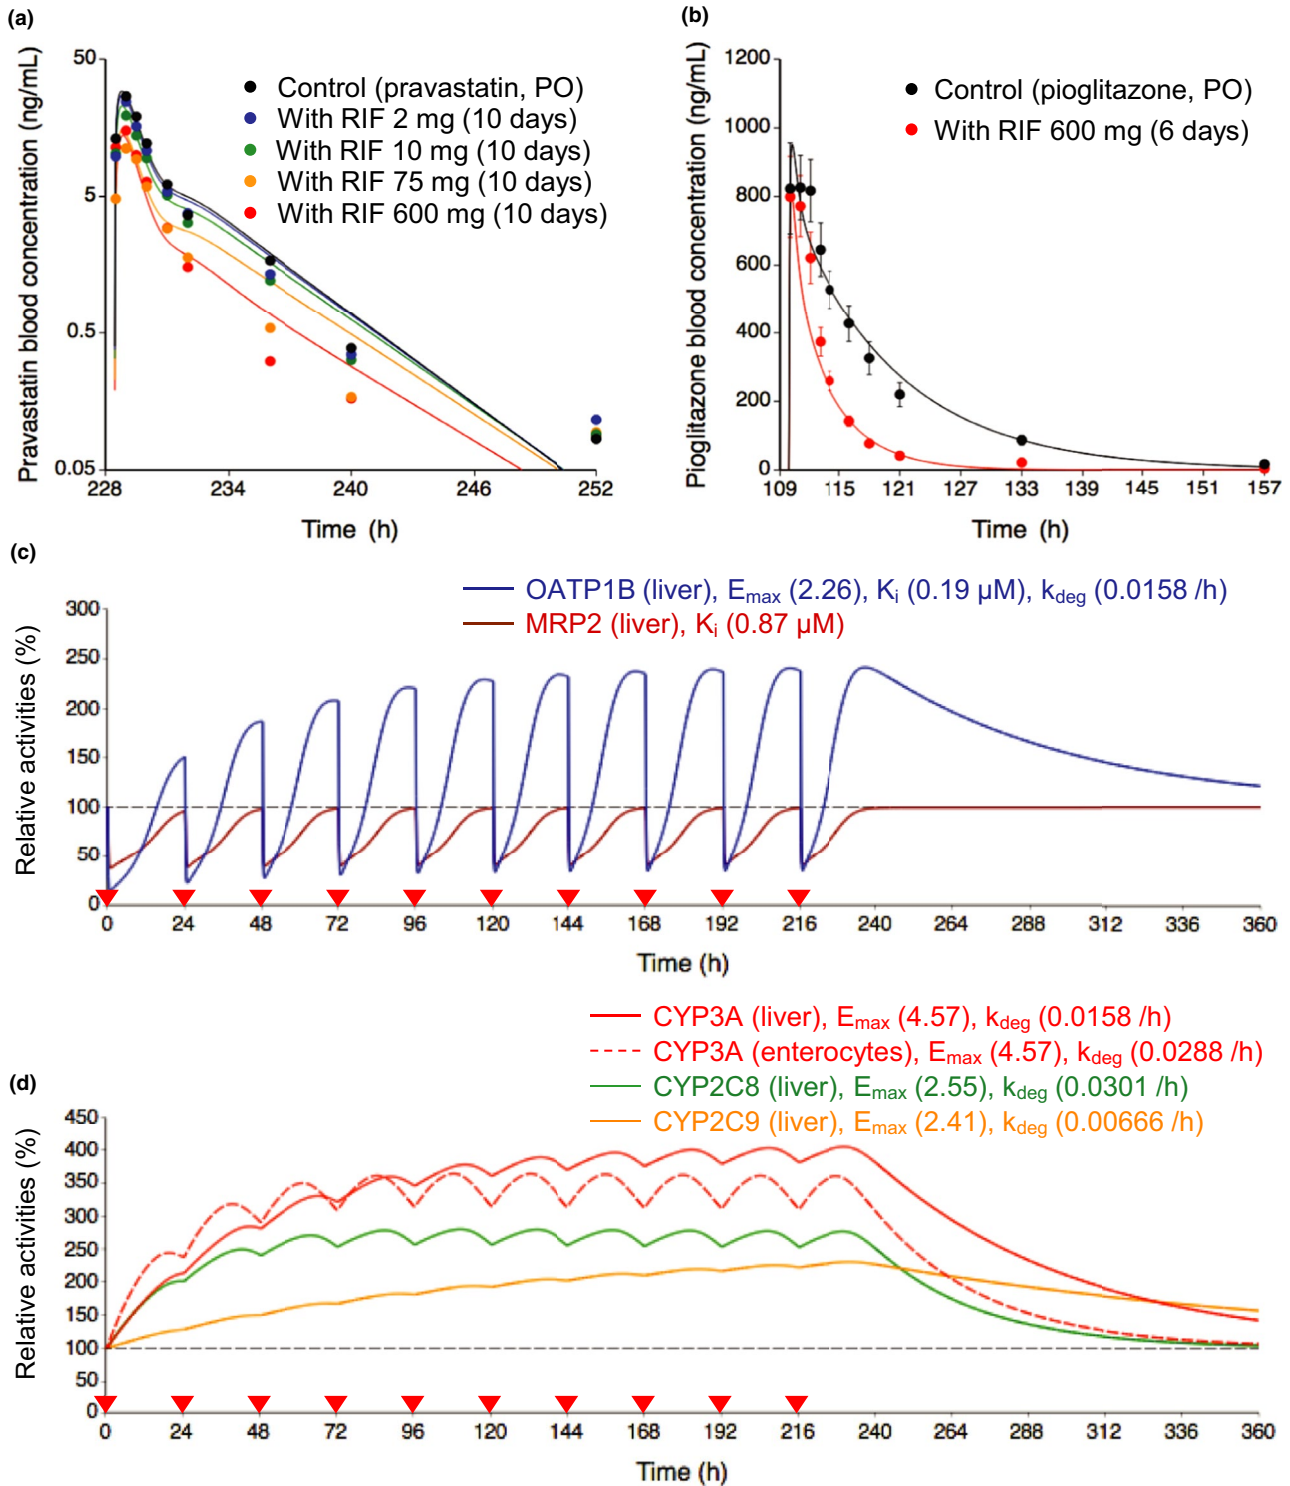 (a)
Pravastatin blood concentration (ng/mL)
50
5
0.5
0.05
Control (pravastatin, PO)
With RIF 2 mg (10 days)
With RIF 10 mg (10 days)
With RIF 75 mg (10 days)
With RIF 600 mg (10 days)
228 234 240 246 252
Time (h)
(b)
Pioglitazone blood concentration (ng/mL)
1200
1000
800
600
400
200
0
Control (pioglitazone, PO)
With RIF 600 mg (6 days)
109 115 121 127 133 139 145 151 157
Time (h)
(c)
OATP1B (liver), Emax (2.26), Ki (0.19 µM), kdeg (0.0158 /h)
MRP2 (liver), Ki (0.87 µM)
Relative activities (%)
300
250
200
150
100
50
0
0 24 48 72 96 120 144 168 192 216 240 264 288 312 336 360
Time (h)
(d)
CYP3A (liver), Emax (4.57), kdeg (0.0158 /h)
CYP3A (enterocytes), Emax (4.57), kdeg (0.0288 /h)
CYP2C8 (liver), Emax (2.55), kdeg (0.0301 /h)
CYP2C9 (liver), Emax (2.41), kdeg (0.00666 /h)
Relative activities (%)
450
400
350
300
250
200
150
100
50
0
0 24 48 72 96 120 144 168 192 216 240 264 288 312 336 360
Time (h)